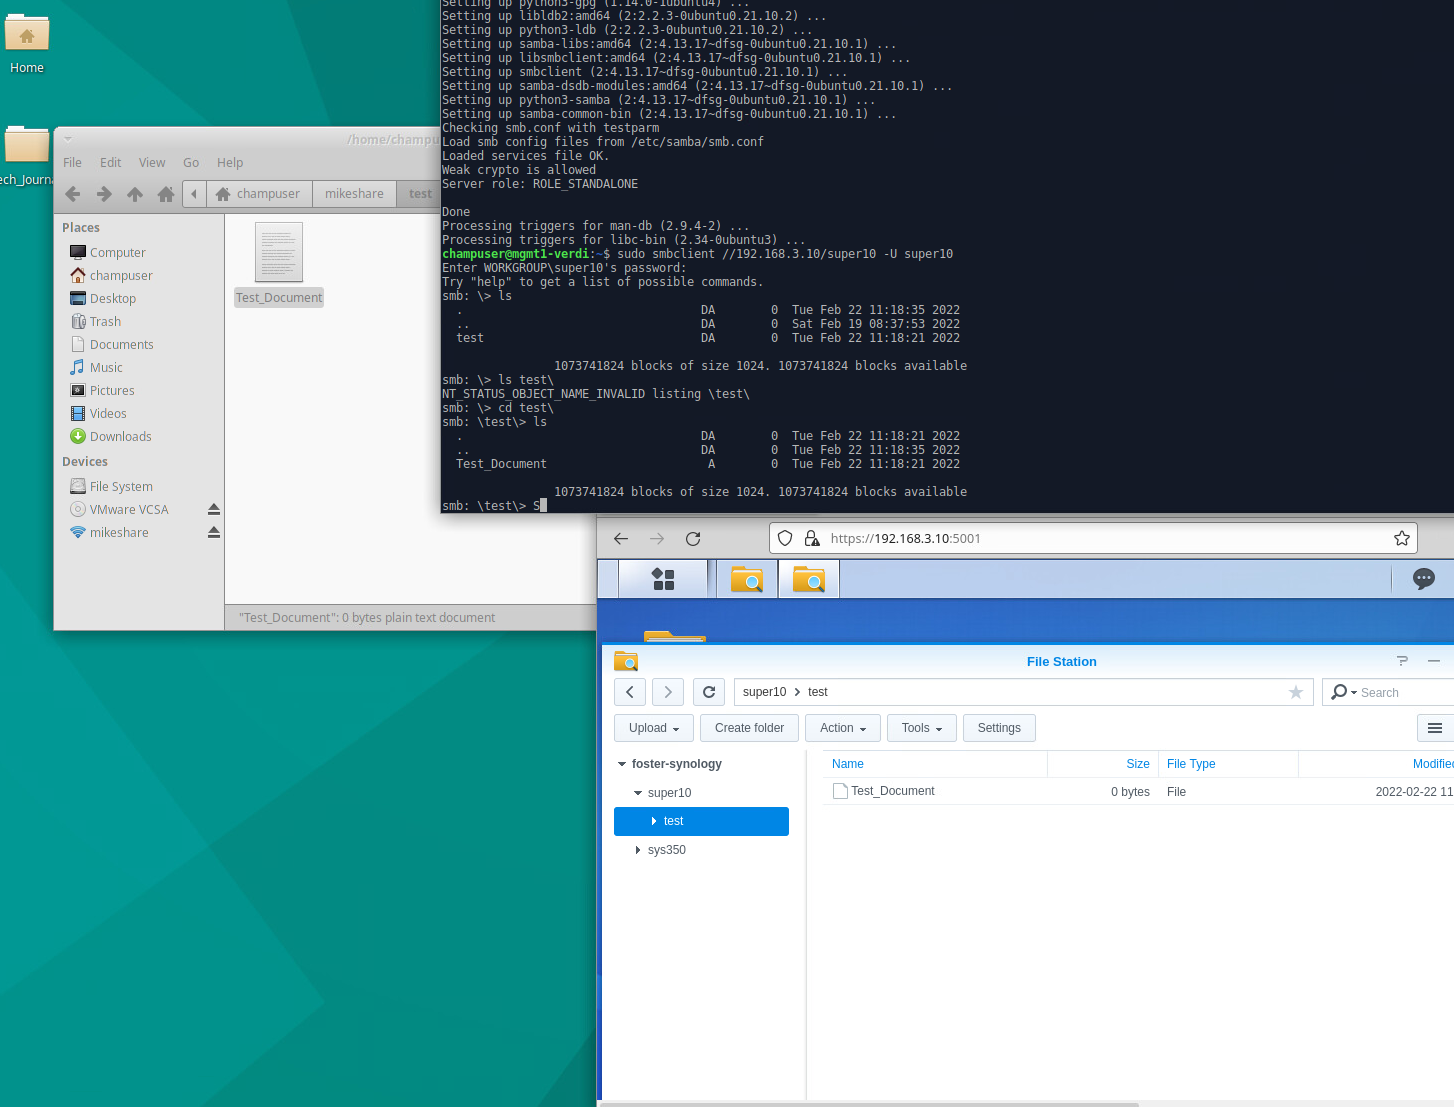 Home
ech_Journa
/home/champu
File Edit View Go Help
champuser mikeshare test
Places
Computer
champuser
Desktop
Trash
Documents
Music
Pictures
Videos
Downloads
Devices
File System
VMware VCSA
mikeshare
Test_Document
"Test_Document": 0 bytes plain text document
Setting up python3-gpg (1.14.0-1ubuntu4) ...
Setting up libldb2:amd64 (2:2.2.3-0ubuntu0.21.10.2) ...
Setting up python3-ldb (2:2.2.3-0ubuntu0.21.10.2) ...
Setting up samba-libs:amd64 (2:4.13.17~dfsg-0ubuntu0.21.10.1) ...
Setting up libsmbclient:amd64 (2:4.13.17~dfsg-0ubuntu0.21.10.1) ...
Setting up smbclient (2:4.13.17~dfsg-0ubuntu0.21.10.1) ...
Setting up samba-dsdb-modules:amd64 (2:4.13.17~dfsg-0ubuntu0.21.10.1) ...
Setting up python3-samba (2:4.13.17~dfsg-0ubuntu0.21.10.1) ...
Setting up samba-common-bin (2:4.13.17~dfsg-0ubuntu0.21.10.1) ...
Checking smb.conf with testparm
Load smb config files from /etc/samba/smb.conf
Loaded services file OK.
Weak crypto is allowed
Server role: ROLE_STANDALONE
Done
Processing triggers for man-db (2.9.4-2) ...
Processing triggers for libc-bin (2.34-0ubuntu3) ...
champuser@mgmt1-verdi:~$ sudo smbclient //192.168.3.10/super10 -U super10
Enter WORKGROUP\super10's password:
Try "help" to get a list of possible commands.
smb: \> ls
. DA 0 Tue Feb 22 11:18:35 2022
.. DA 0 Sat Feb 19 08:37:53 2022
test DA 0 Tue Feb 22 11:18:21 2022
1073741824 blocks of size 1024. 1073741824 blocks available
smb: \> ls test\
NT_STATUS_OBJECT_NAME_INVALID listing \test\
smb: \> cd test\
smb: \test\> ls
. DA 0 Tue Feb 22 11:18:21 2022
.. DA 0 Tue Feb 22 11:18:35 2022
Test_Document A 0 Tue Feb 22 11:18:21 2022
1073741824 blocks of size 1024. 1073741824 blocks available
smb: \test\> S
https://192.168.3.10:5001
File Station
super10 > test
Search
Upload Create folder Action Tools Settings
foster-synology
super10
test
sys350
Name Size File Type Modified
Test_Document 0 bytes File 2022-02-22 11